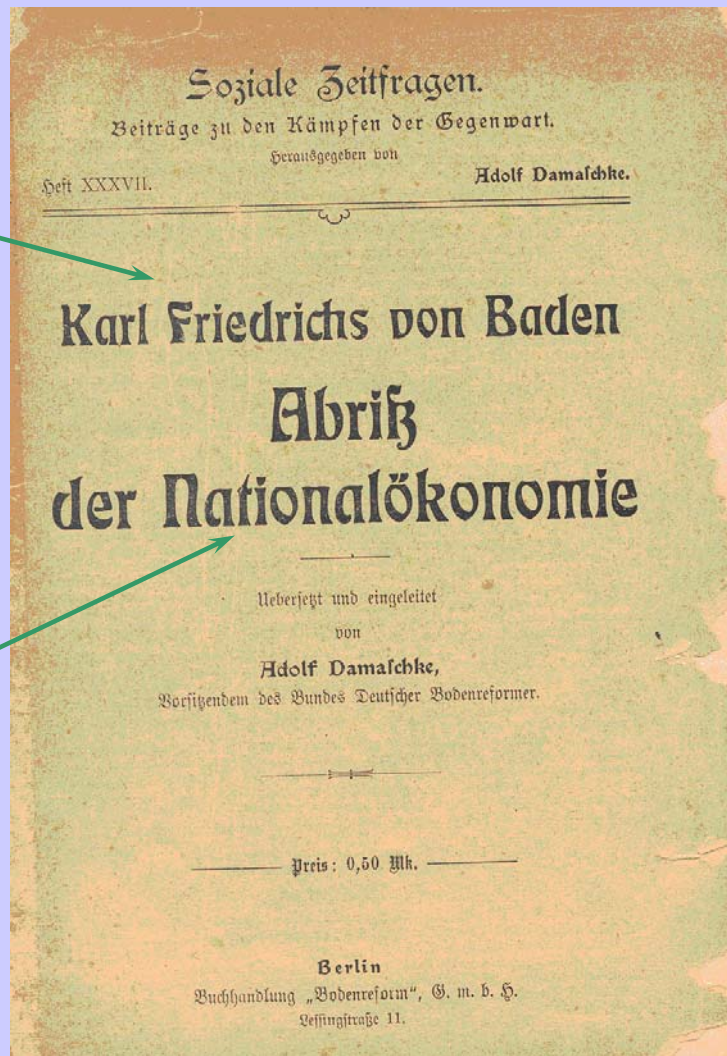 Soziale Zeitfragen.
Beiträge zu den Kämpfen der Gegenwart.
Herausgegeben von
Heft XXXVII. Adolf Damaschke.
Karl Friedrichs von Baden
Abriß
der Nationalökonomie
Uebersetzt und eingeleitet
von
Adolf Damaschke,
Vorsitzendem des Bundes Deutscher Bodenreformer.
Preis: 0,50 Mk.
Berlin
Buchhandlung „Bodenreform“, G. m. b. H.
Lessingstraße 11.